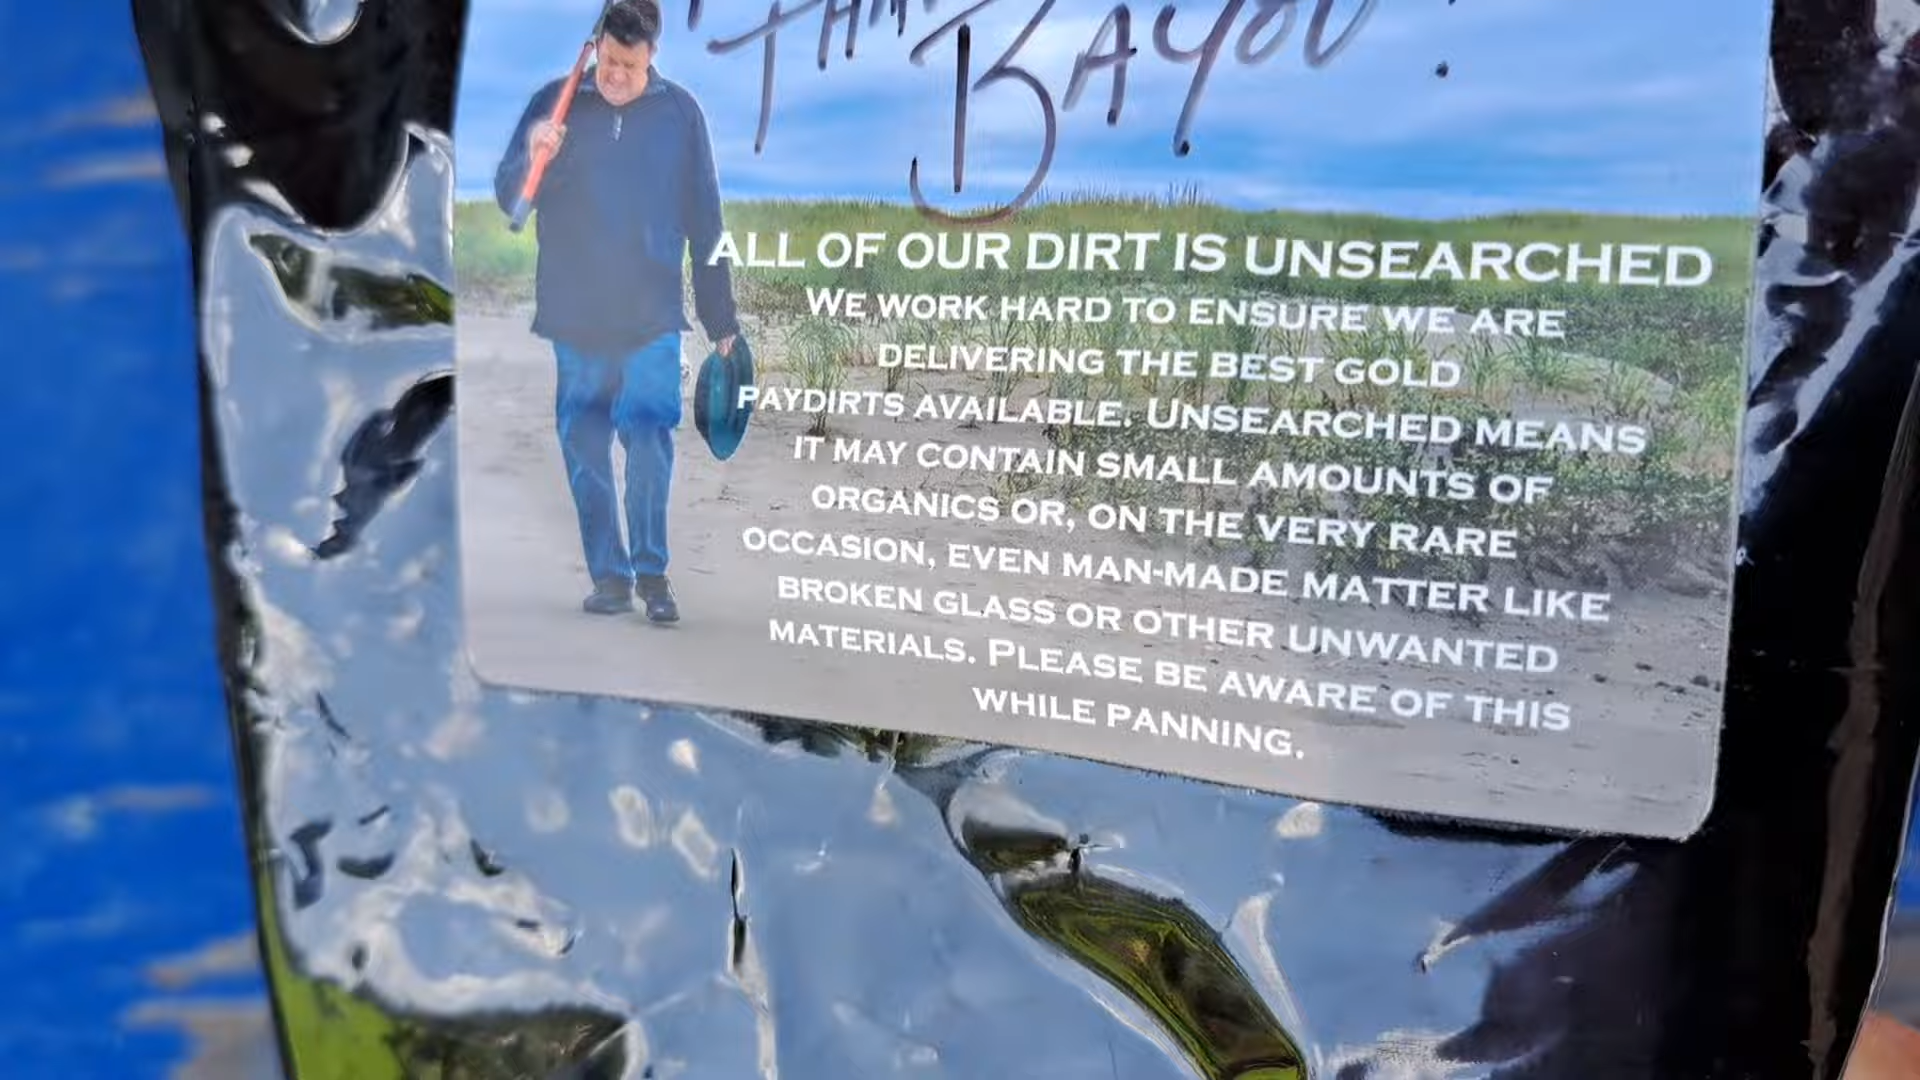 BAYOU!
ALL OF OUR DIRT IS UNSEARCHED
WE WORK HARD TO ENSURE WE ARE
DELIVERING THE BEST GOLD
PAYDIRTS AVAILABLE. UNSEARCHED MEANS
IT MAY CONTAIN SMALL AMOUNTS OF
ORGANICS OR, ON THE VERY RARE
OCCASION, EVEN MAN-MADE MATTER LIKE
BROKEN GLASS OR OTHER UNWANTED
MATERIALS. PLEASE BE AWARE OF THIS
WHILE PANNING.